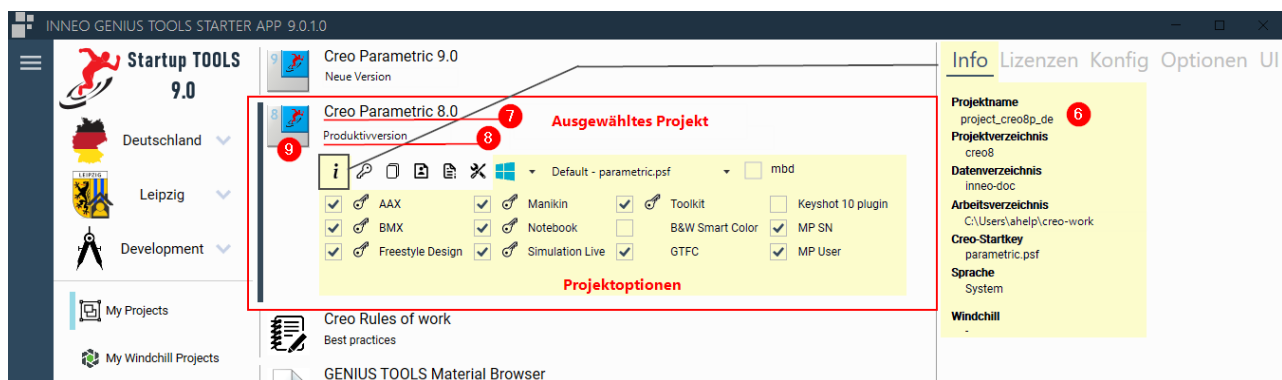 INNEO GENIUS TOOLS STARTER APP 9.0.1.0
Startup TOOLS
9.0
Deutschland
LEIPZIG
Leipzig
Development
My Projects
My Windchill Projects
9
Creo Parametric 9.0
Neue Version
8
Creo Parametric 8.0
7
Produktivversion
8
9
Ausgewähltes Projekt
i
Default - parametric.psf
mbd
AAX
Manikin
Toolkit
Keyshot 10 plugin
BMX
Notebook
B&W Smart Color
MP SN
Freestyle Design
Simulation Live
GTFC
MP User
Projektoptionen
Creo Rules of work
Best practices
GENIUS TOOLS Material Browser
Info Lizenzen Konfig Optionen UI
Projektname
project_creo8p_de
6
Projektverzeichnis
creo8
Datenverzeichnis
inneo-doc
Arbeitsverzeichnis
C:\Users\ahelp\creo-work
Creo-Startkey
parametric.psf
Sprache
System
Windchill
-